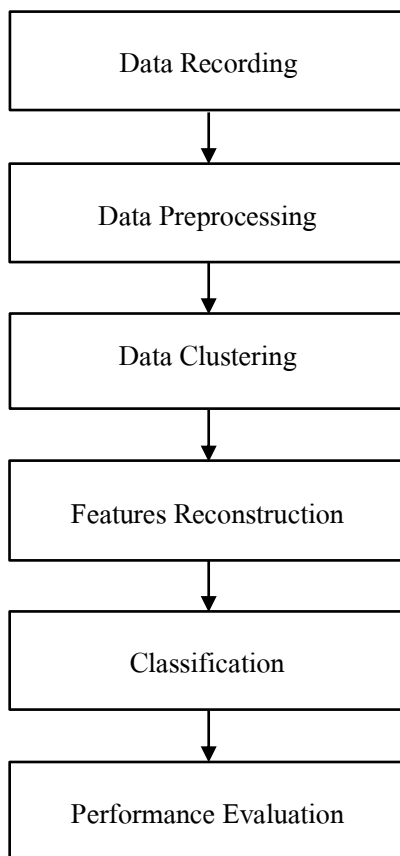 Data Recording
Data Preprocessing
Data Clustering
Features Reconstruction
Classification
Performance Evaluation